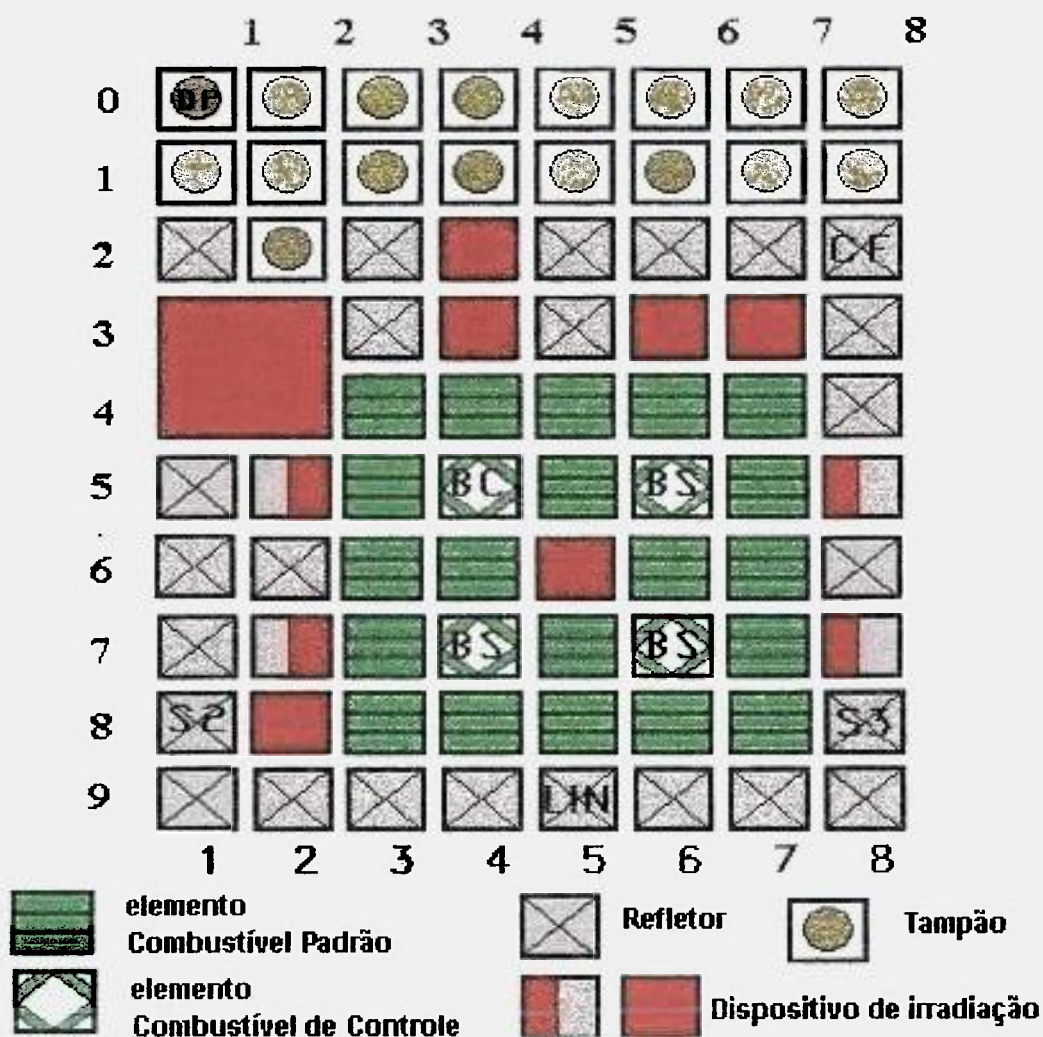 1 2 3 4 5 6 7 8
0
1
2 CF
3
4
5 BC BS
6
7 BS BS
8 S2 S3
9 LIN
1 2 3 4 5 6 7 8
elemento
Combustível Padrão
Refletor
Tampão
elemento
Combustível de Controle
Dispositivo de irradiação